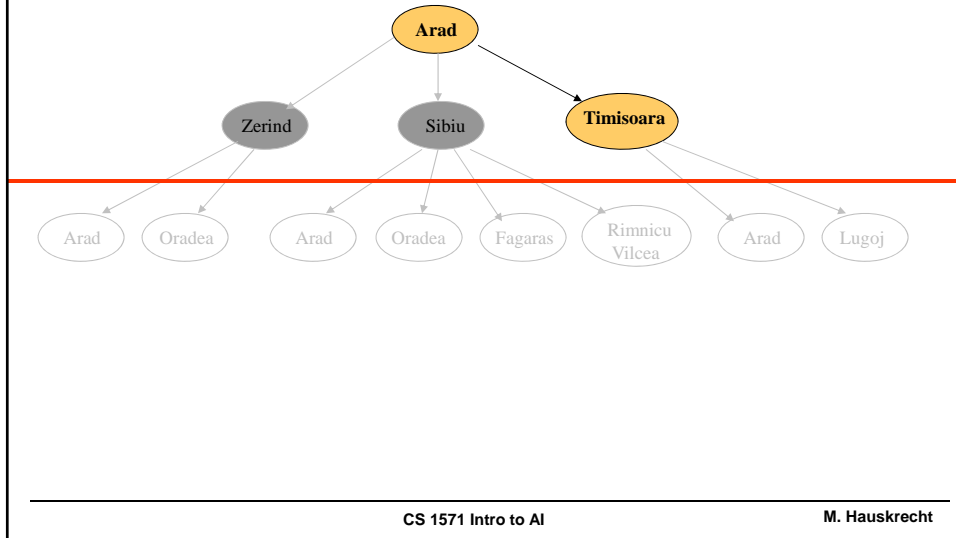 Arad
Zerind
Sibiu
Timisoara
Arad
Oradea
Arad
Oradea
Fagaras
Rimnicu
Vilcea
Arad
Lugoj
CS 1571 Intro to AI
M. Hauskrecht